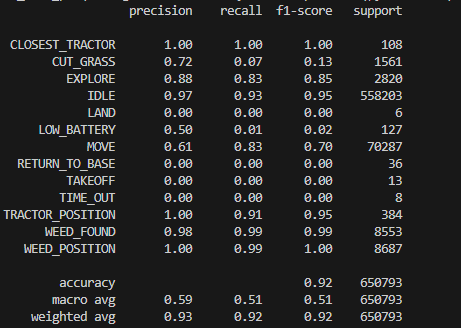 precision recall f1-score support
CLOSEST_TRACTOR 1.00 1.00 1.00 108
CUT_GRASS 0.72 0.07 0.13 1561
EXPLORE 0.88 0.83 0.85 2820
IDLE 0.97 0.93 0.95 558203
LAND 0.00 0.00 0.00 6
LOW_BATTERY 0.50 0.01 0.02 127
MOVE 0.61 0.83 0.70 70287
RETURN_TO_BASE 0.00 0.00 0.00 36
TAKEOFF 0.00 0.00 0.00 13
TIME_OUT 0.00 0.00 0.00 8
TRACTOR_POSITION 1.00 0.91 0.95 384
WEED_FOUND 0.98 0.99 0.99 8553
WEED_POSITION 1.00 0.99 1.00 8687
accuracy 0.92 650793
macro avg 0.59 0.51 0.51 650793
weighted avg 0.93 0.92 0.92 650793